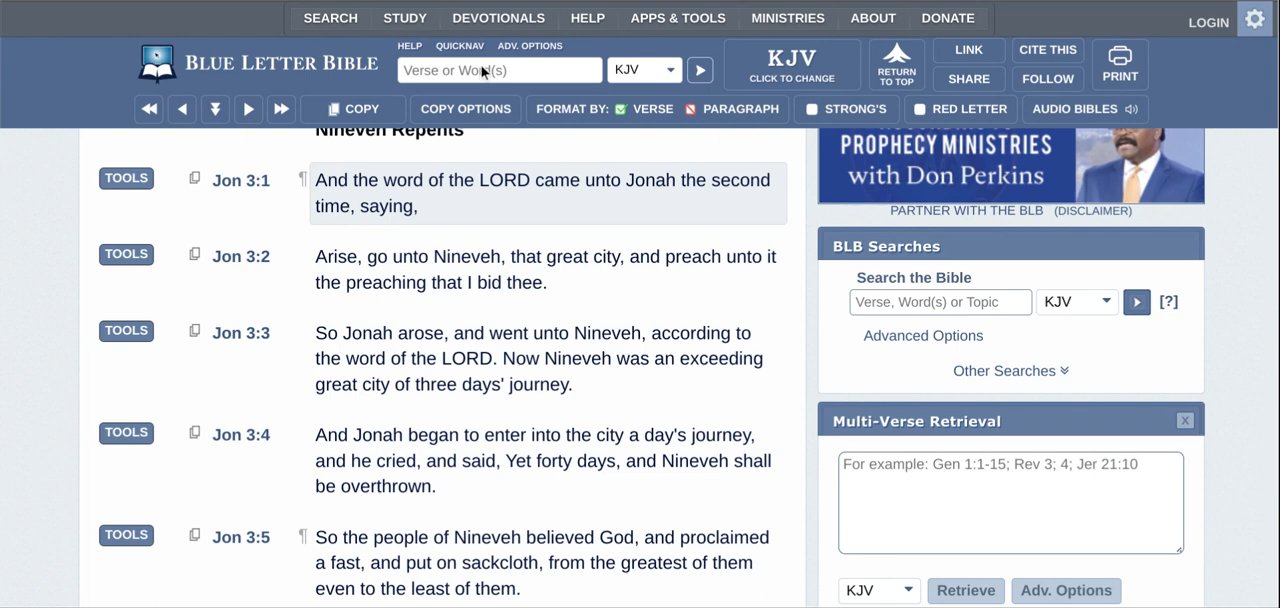 SEARCH STUDY DEVOTIONALS HELP APPS & TOOLS MINISTRIES ABOUT DONATE LOGIN
BLUE LETTER BIBLE
HELP QUICKNAV ADV. OPTIONS
Verse or Word(s) KJV
KJV
CLICK TO CHANGE
RETURN
TO TOP
LINK CITE THIS
SHARE FOLLOW
PRINT
COPY COPY OPTIONS FORMAT BY: VERSE PARAGRAPH STRONG'S RED LETTER AUDIO BIBLES
Nineveh Repents
TOOLS Jon 3:1 ¶ And the word of the LORD came unto Jonah the second
time, saying,
TOOLS Jon 3:2 Arise, go unto Nineveh, that great city, and preach unto it
the preaching that I bid thee.
TOOLS Jon 3:3 So Jonah arose, and went unto Nineveh, according to
the word of the LORD. Now Nineveh was an exceeding
great city of three days' journey.
TOOLS Jon 3:4 And Jonah began to enter into the city a day's journey,
and he cried, and said, Yet forty days, and Nineveh shall
be overthrown.
TOOLS Jon 3:5 ¶ So the people of Nineveh believed God, and proclaimed
a fast, and put on sackcloth, from the greatest of them
even to the least of them.
PROPHECY MINISTRIES
with Don Perkins
PARTNER WITH THE BLB (DISCLAIMER)
BLB Searches
Search the Bible
Verse, Word(s) or Topic KJV [?]
Advanced Options
Other Searches
Multi-Verse Retrieval X
For example: Gen 1:1-15; Rev 3; 4; Jer 21:10
KJV Retrieve Adv. Options